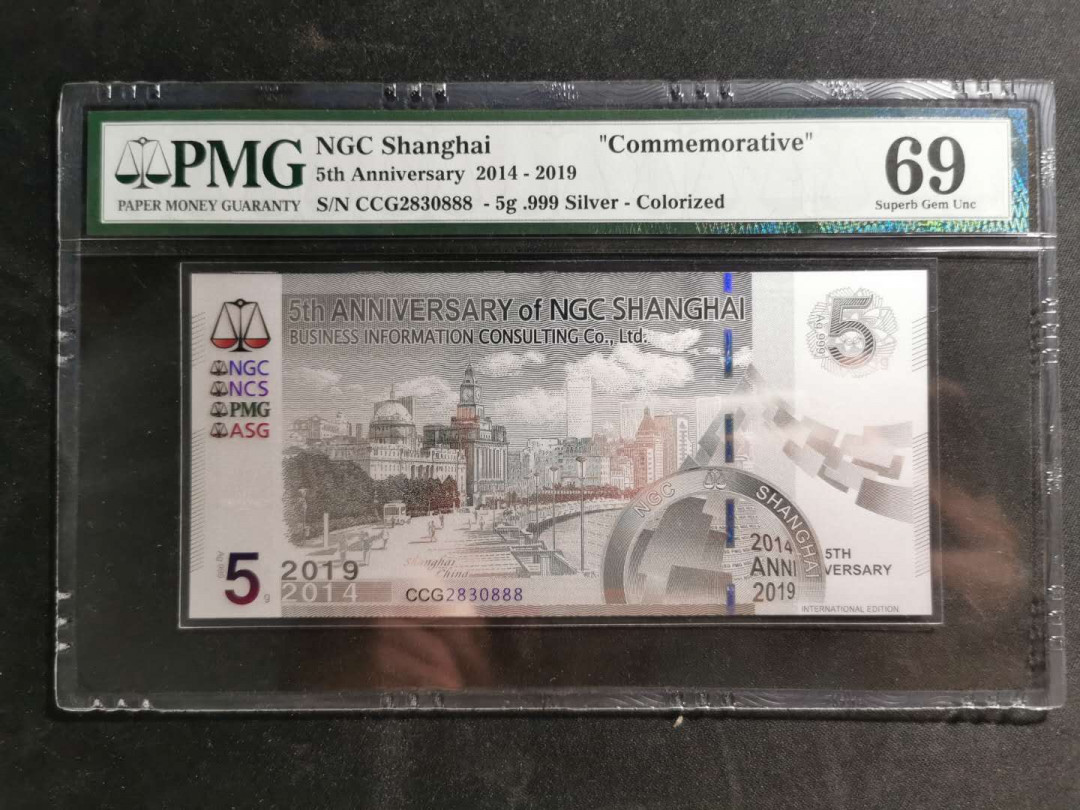 PMG
PAPER MONEY GUARANTY
NGC Shanghai "Commemorative"
5th Anniversary 2014 - 2019
S/N CCG2830888 - 5g .999 Silver - Colorized
69
Superb Gem Unc
5th ANNIVERSARY of NGC SHANGHAI
BUSINESS INFORMATION CONSULTING Co., Ltd.
NGC
NCS
PMG
ASG
5
Ag .999
NGC SHANGHAI
Shanghai
China
5 g
2019
2014
CCG2830888
2014 5TH
ANNIVERSARY
2019
INTERNATIONAL EDITION